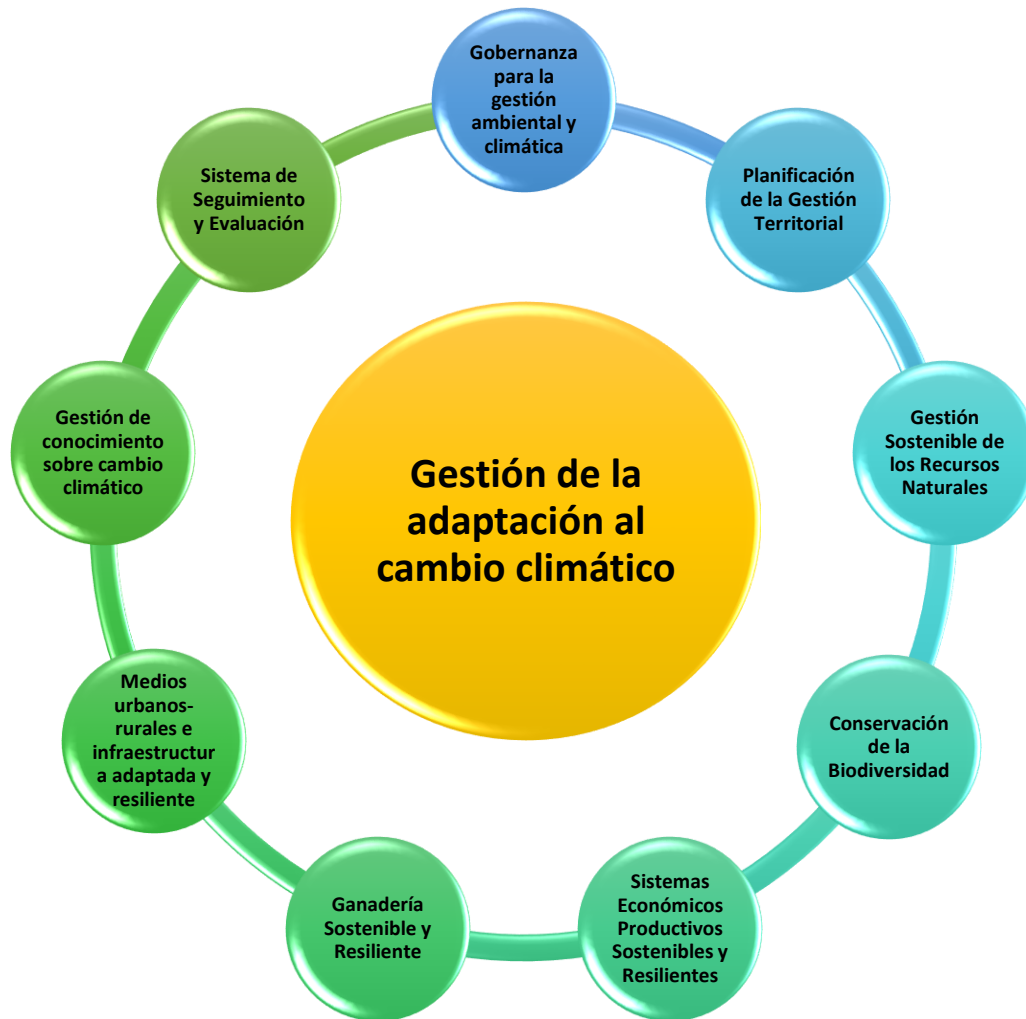 Gobernanza
para la
gestión
ambiental y
climática
Planificación
de la Gestión
Territorial
Gestión
Sostenible de
los Recursos
Naturales
Conservación
de la
Biodiversidad
Sistemas
Económicos
Productivos
Sostenibles y
Resilientes
Ganadería
Sostenible y
Resiliente
Medios
urbanos-
rurales e
infraestructur
a adaptada y
resiliente
Gestión de
conocimiento
sobre cambio
climático
Sistema de
Seguimiento
y Evaluación
Gestión de la
adaptación al
cambio climático